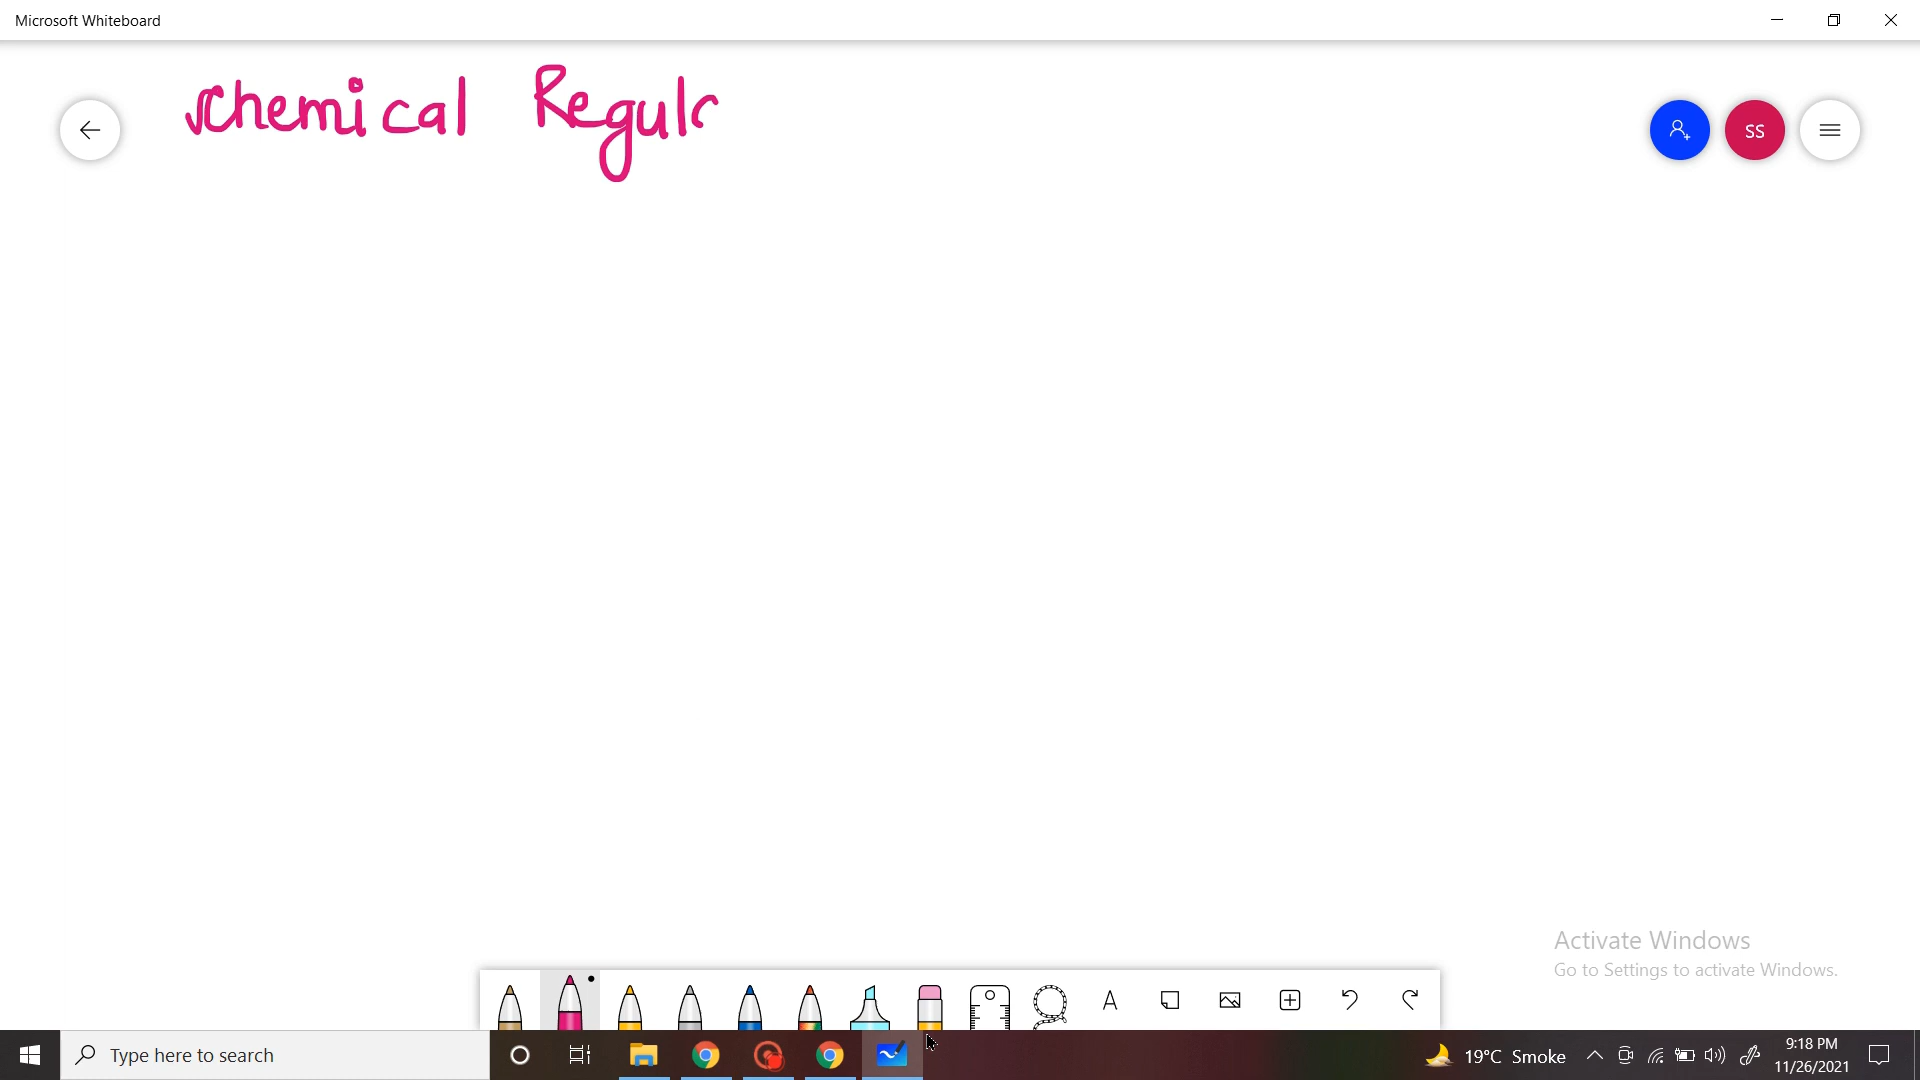 Microsoft Whiteboard
chemical Regula
SS
Activate Windows
Go to Settings to activate Windows.
Type here to search
19°C Smoke
9:18 PM
11/26/2021